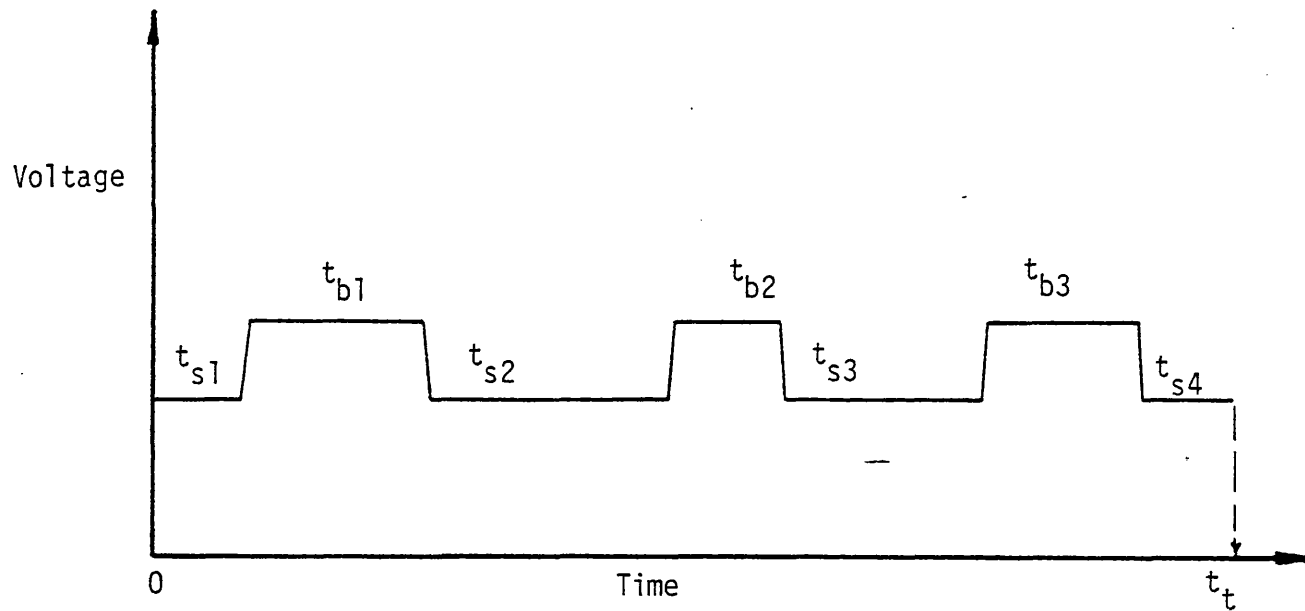 Voltage
t_b1
t_b2
t_b3
t_s1
t_s2
t_s3
t_s4
0
Time
t_t